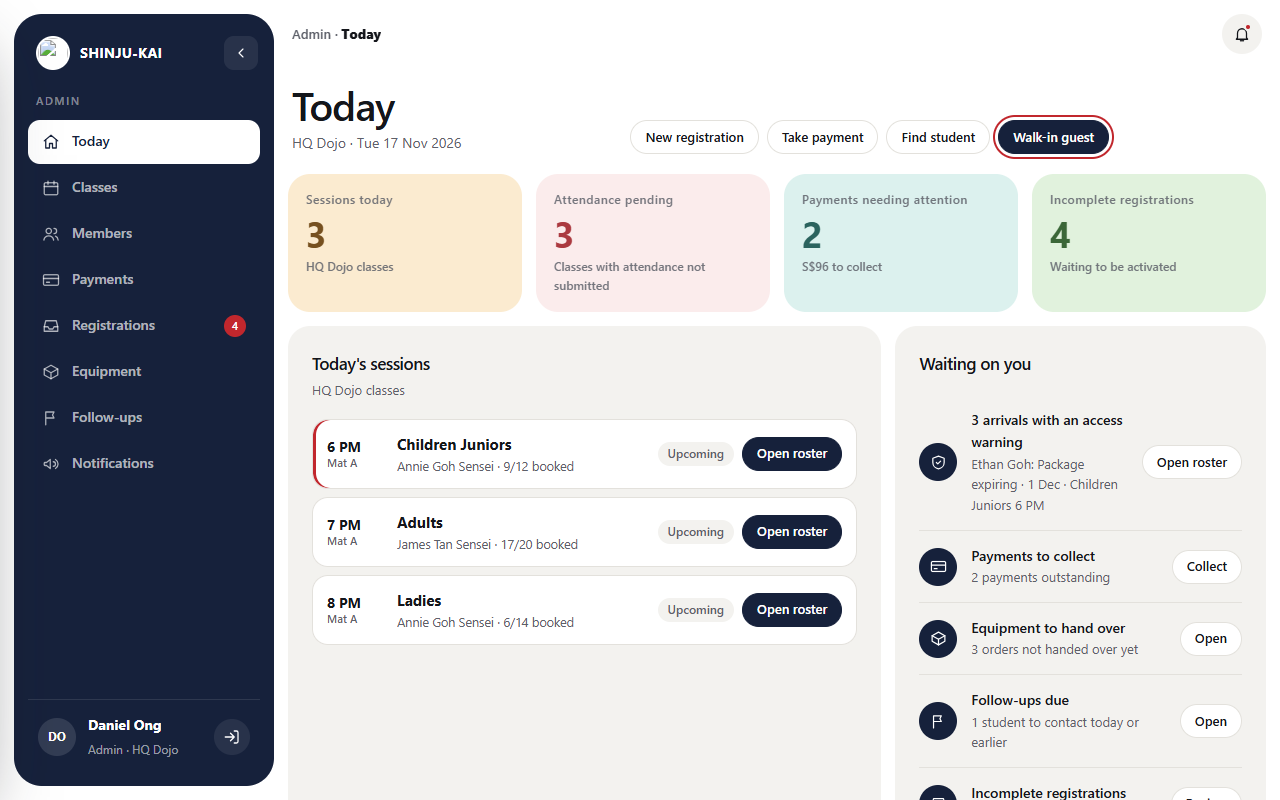 SHINJU-KAI
ADMIN
Today
Classes
Members
Payments
Registrations 4
Equipment
Follow-ups
Notifications
DO
Daniel Ong
Admin · HQ Dojo
Admin · Today
Today
HQ Dojo · Tue 17 Nov 2026
New registration
Take payment
Find student
Walk-in guest
Sessions today
3
HQ Dojo classes
Attendance pending
3
Classes with attendance not
submitted
Payments needing attention
2
S$96 to collect
Incomplete registrations
4
Waiting to be activated
Today's sessions
HQ Dojo classes
6 PM
Mat A
Children Juniors
Annie Goh Sensei · 9/12 booked
Upcoming
Open roster
7 PM
Mat A
Adults
James Tan Sensei · 17/20 booked
Upcoming
Open roster
8 PM
Mat A
Ladies
Annie Goh Sensei · 6/14 booked
Upcoming
Open roster
Waiting on you
3 arrivals with an access
warning
Ethan Goh: Package
expiring · 1 Dec · Children
Juniors 6 PM
Open roster
Payments to collect
2 payments outstanding
Collect
Equipment to hand over
3 orders not handed over yet
Open
Follow-ups due
1 student to contact today or
earlier
Open
Incomplete registrations